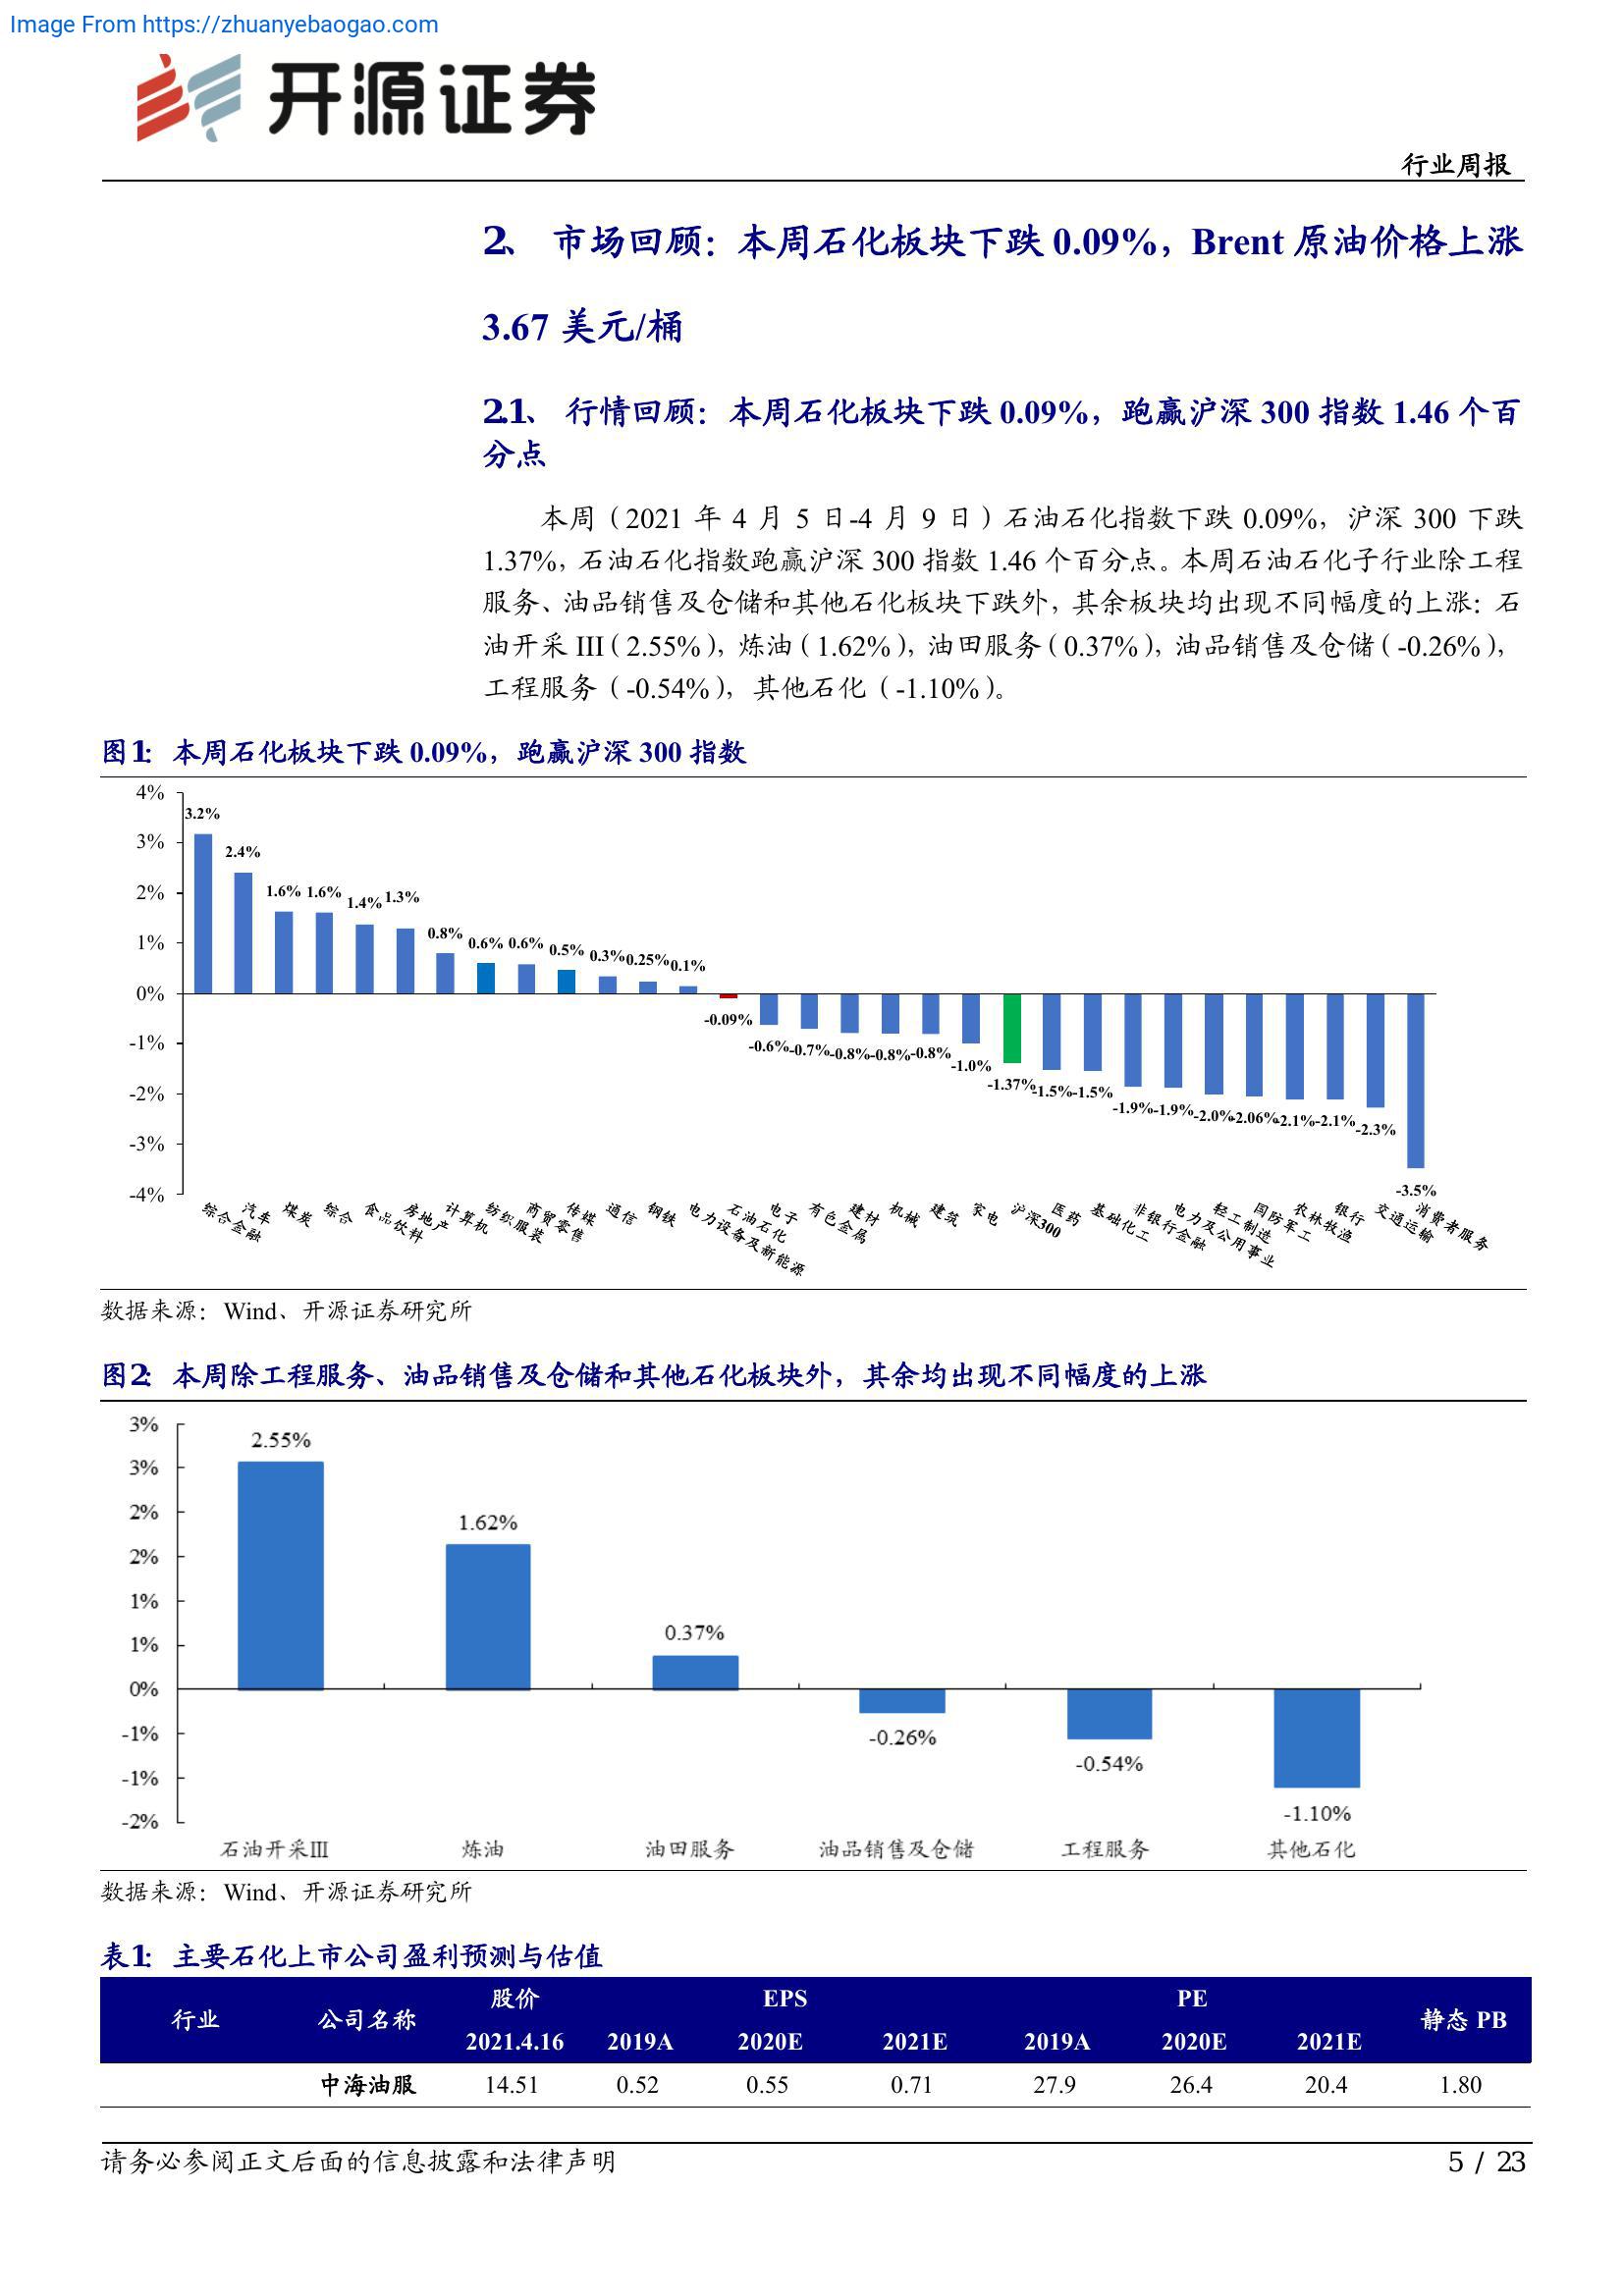 Image From https://zhuanyebaogao.com
开源证券
行业周报
2、 市场回顾：本周石化板块下跌 0.09%，Brent 原油价格上涨
3.67 美元/桶
2.1、 行情回顾：本周石化板块下跌 0.09%，跑赢沪深 300 指数 1.46 个百
分点
本周（2021 年 4 月 5 日-4 月 9 日）石油石化指数下跌 0.09%，沪深 300 下跌
1.37%，石油石化指数跑赢沪深 300 指数 1.46 个百分点。本周石油石化子行业除工程
服务、油品销售及仓储和其他石化板块下跌外，其余板块均出现不同幅度的上涨：石
油开采 III（2.55%），炼油（1.62%），油田服务（0.37%），油品销售及仓储（-0.26%），
工程服务（-0.54%），其他石化（-1.10%）。
图1： 本周石化板块下跌 0.09%，跑赢沪深 300 指数
4%
3%
2%
1%
0%
-1%
-2%
-3%
-4%
3.2% 2.4% 1.6% 1.6% 1.4% 1.3% 0.8% 0.6% 0.6% 0.5% 0.3% 0.25% 0.1%
-0.09% -0.6% -0.7% -0.8% -0.8% -0.8% -1.0% -1.37% -1.5% -1.5% -1.9% -1.9% -2.0% -2.06% -2.1% -2.1% -2.3% -3.5%
综合金融 汽车 煤炭 综合 食品饮料 房地产 计算机 纺织服装 商贸零售 传媒 通信 钢铁 电力设备及新能源 石油石化 电子 有色金属 建材 机械 建筑 家电 沪深300 医药 基础化工 非银行金融 电力及公用事业 轻工制造 国防军工 农林牧渔 银行 交通运输 消费者服务
数据来源：Wind、开源证券研究所
图2： 本周除工程服务、油品销售及仓储和其他石化板块外，其余均出现不同幅度的上涨
3%
3%
2%
2%
1%
1%
0%
-1%
-1%
-2%
2.55%
1.62%
0.37%
-0.26%
-0.54%
-1.10%
石油开采Ⅲ 炼油 油田服务 油品销售及仓储 工程服务 其他石化
数据来源：Wind、开源证券研究所
表1： 主要石化上市公司盈利预测与估值
行业 公司名称 股价 EPS PE 静态 PB
2021.4.16 2019A 2020E 2021E 2019A 2020E 2021E
中海油服 14.51 0.52 0.55 0.71 27.9 26.4 20.4 1.80
请务必参阅正文后面的信息披露和法律声明
5 / 23